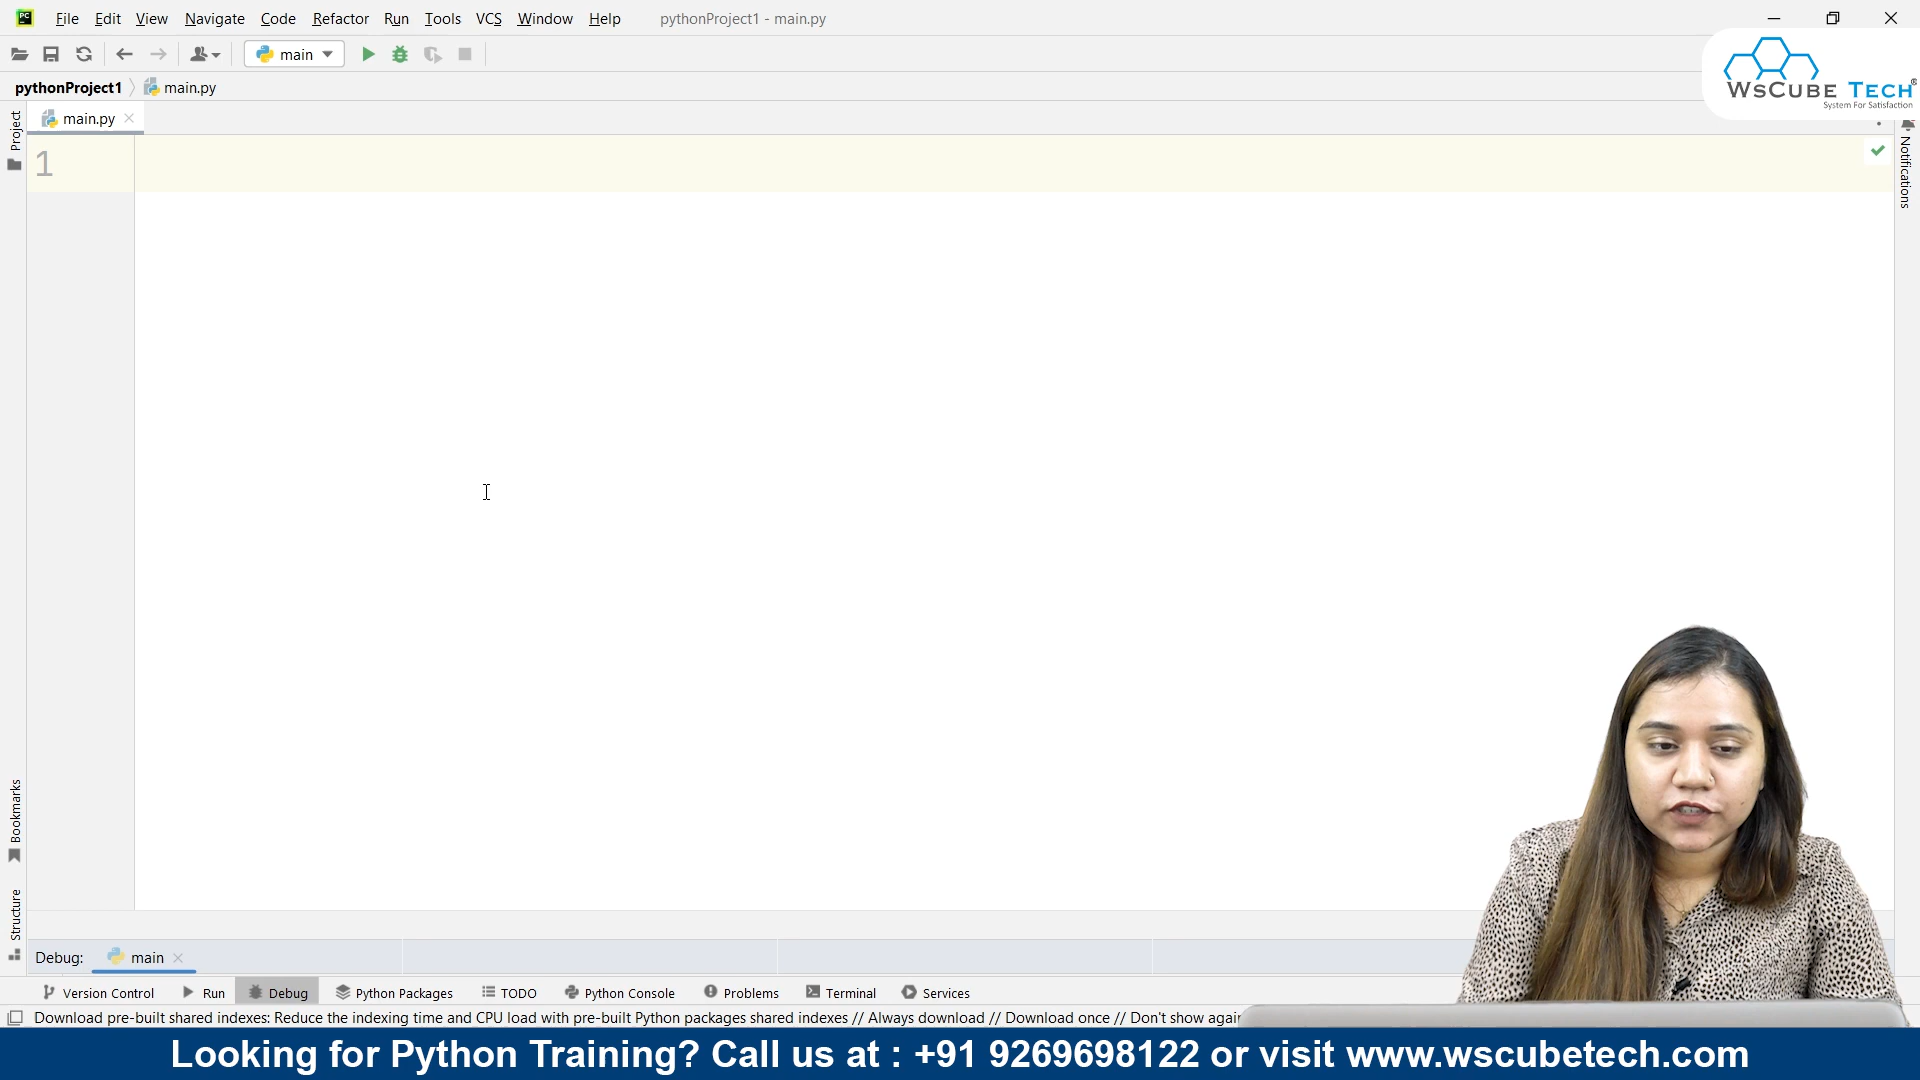 File Edit View Navigate Code Refactor Run Tools VCS Window Help pythonProject1 - main.py
main
WsCube Tech®
System For Satisfaction
pythonProject1 main.py
Project
main.py
Notifications
1
Bookmarks
Structure
Debug: main
Version Control Run Debug Python Packages TODO Python Console Problems Terminal Services
Download pre-built shared indexes: Reduce the indexing time and CPU load with pre-built Python packages shared indexes // Always download // Download once // Don't show again
Looking for Python Training? Call us at : +91 9269698122 or visit www.wscubetech.com